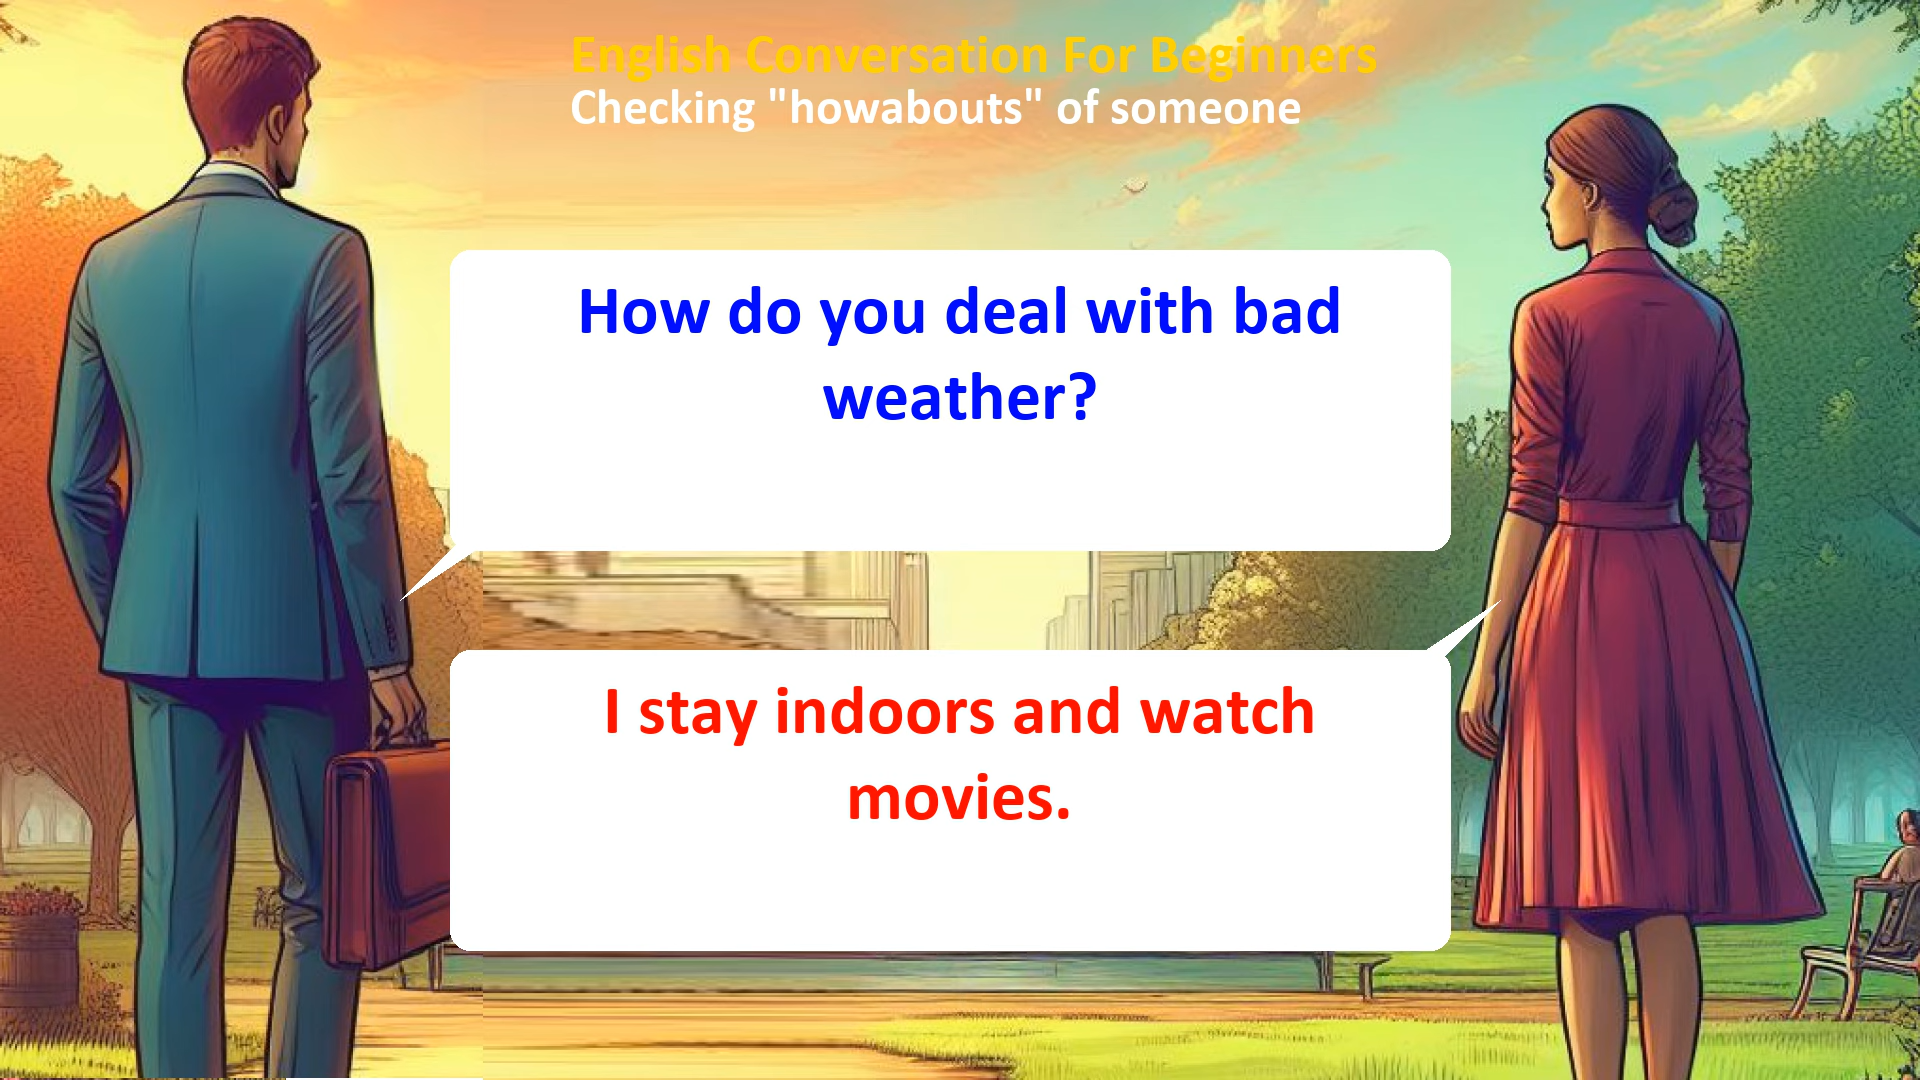 English Conversation For Beginners
Checking "howabouts" of someone
How do you deal with bad
weather?
I stay indoors and watch
movies.